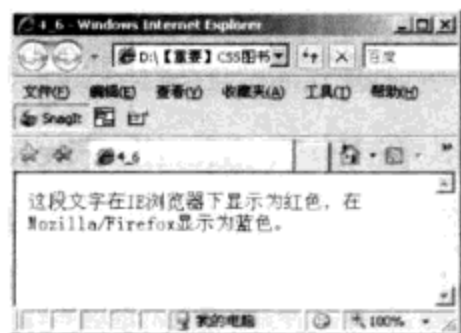 4_6 - Windows Internet Explorer
D:\【重要】CSS图书
百度
文件(F) 编辑(E) 查看(V) 收藏夹(A) 工具(T) 帮助(H)
SnagIt
4_6
这段文字在IE浏览器下显示为红色，在
Mozilla/Firefox显示为蓝色。
我的电脑 100%